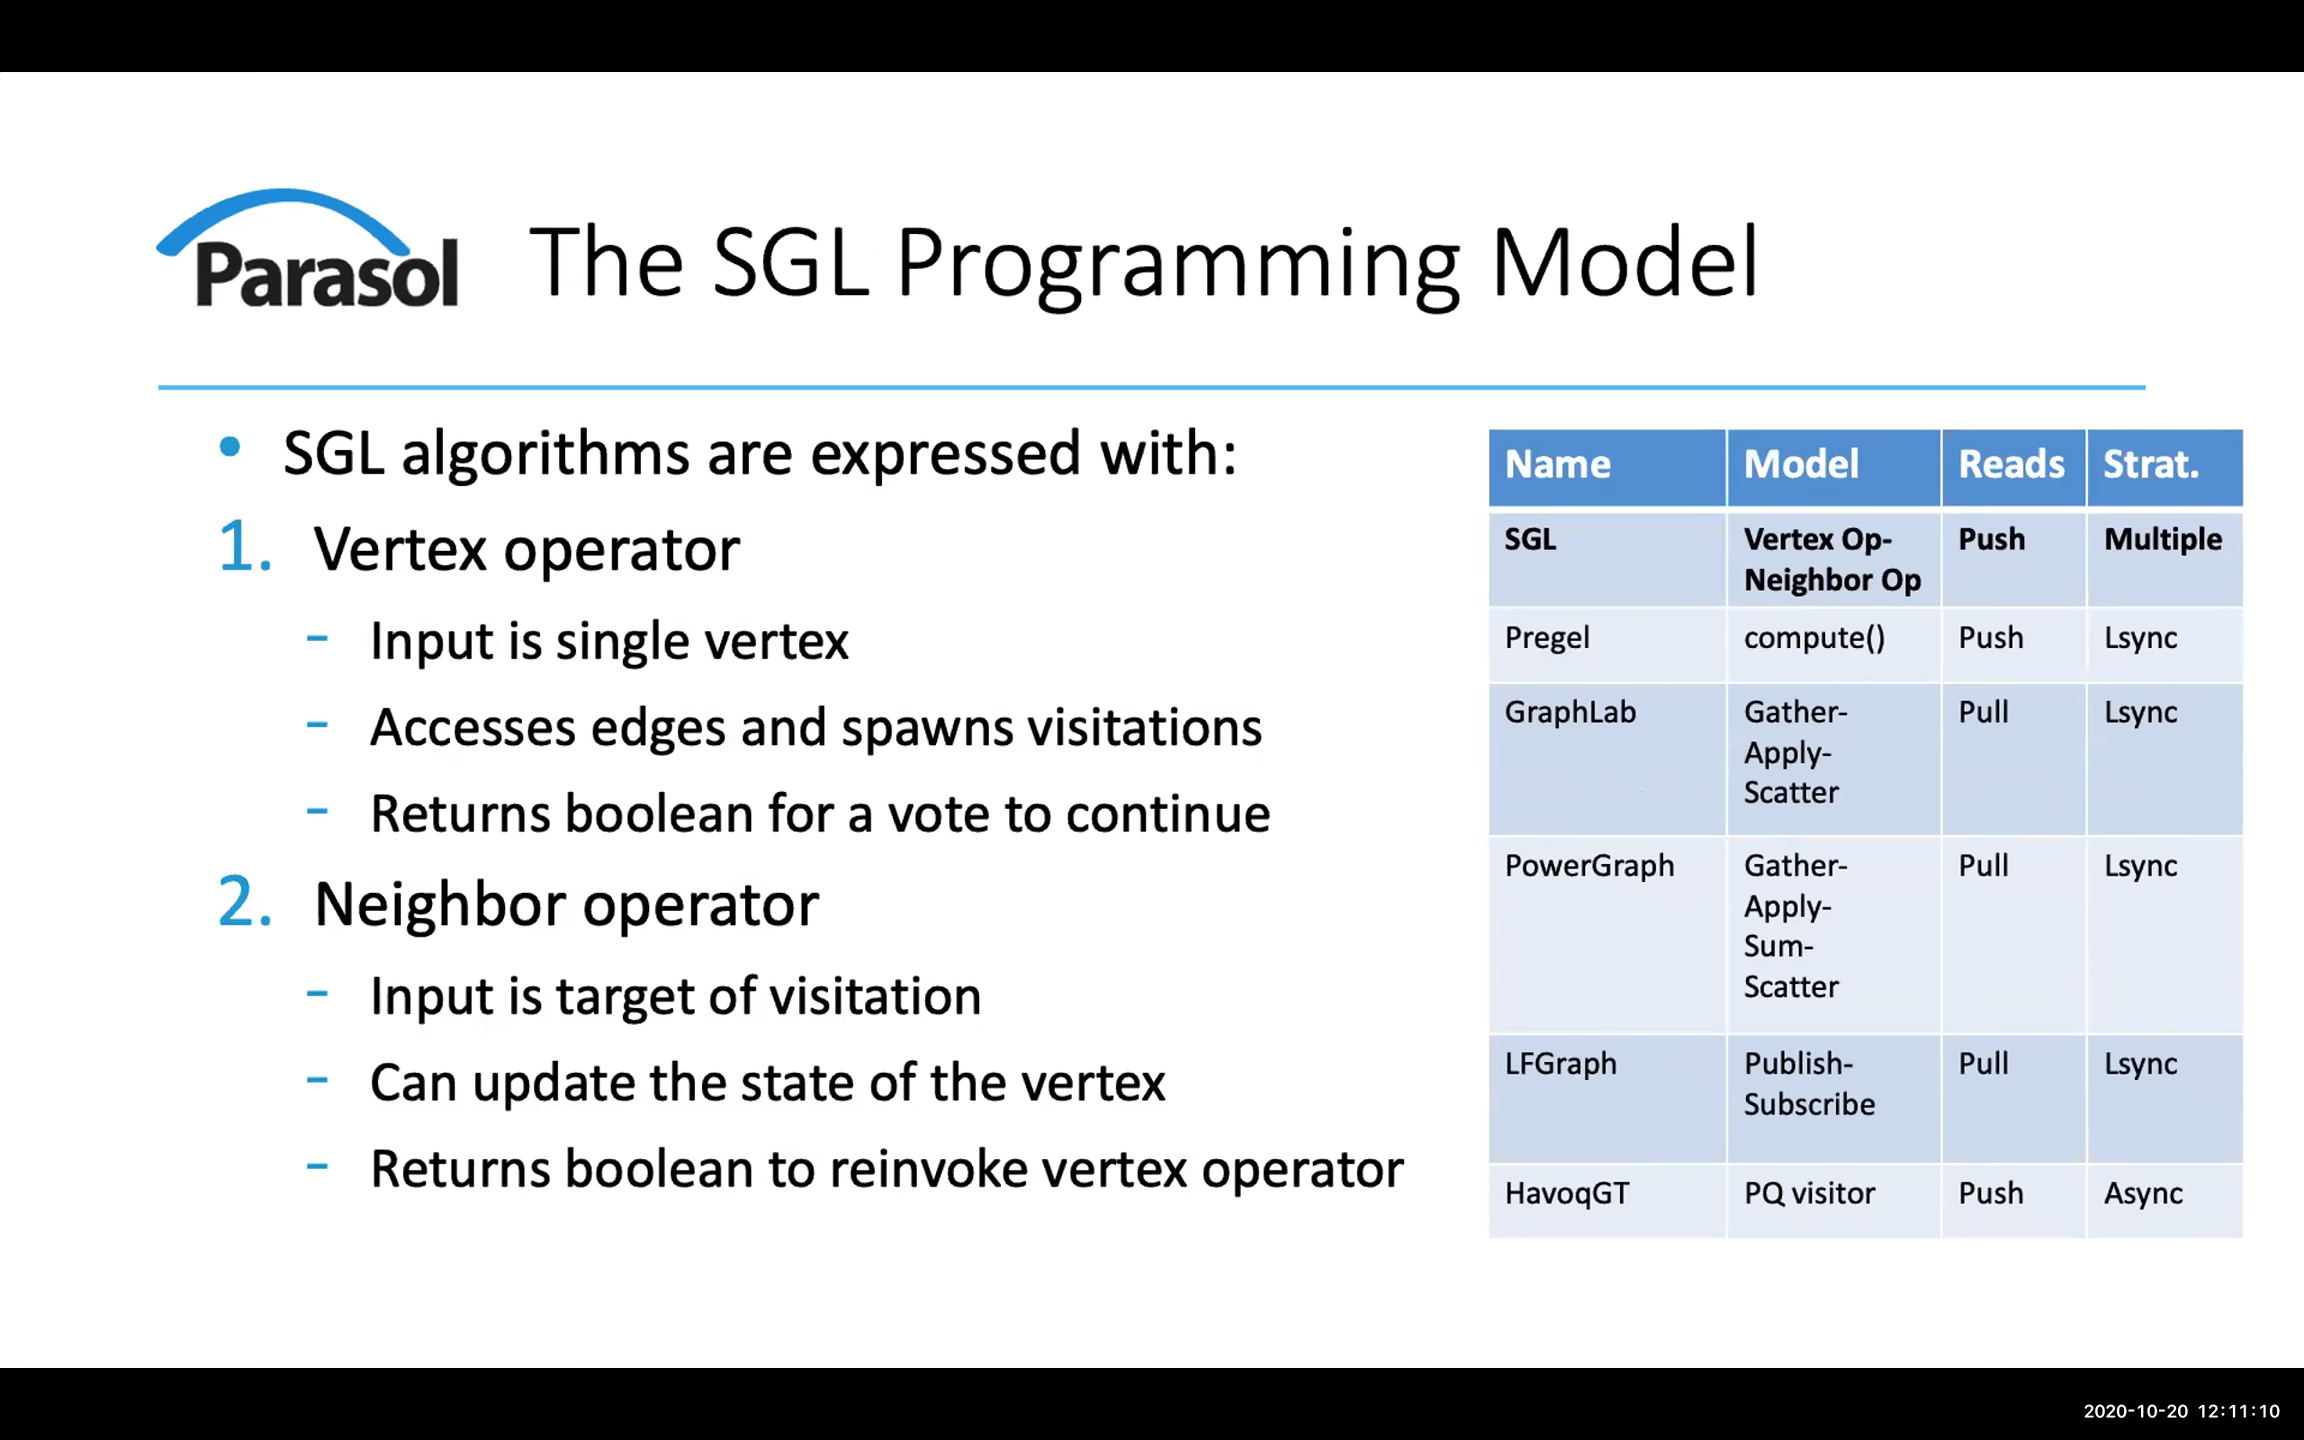 Parasol
The SGL Programming Model
• SGL algorithms are expressed with:
1. Vertex operator
- Input is single vertex
- Accesses edges and spawns visitations
- Returns boolean for a vote to continue
2. Neighbor operator
- Input is target of visitation
- Can update the state of the vertex
- Returns boolean to reinvoke vertex operator
Name Model Reads Strat.
SGL Vertex Op- Push Multiple
Neighbor Op
Pregel compute() Push Lsync
GraphLab Gather- Pull Lsync
Apply-
Scatter
PowerGraph Gather- Pull Lsync
Apply-
Sum-
Scatter
LFGraph Publish- Pull Lsync
Subscribe
HavoqGT PQ visitor Push Async
2020-10-20 12:11:10